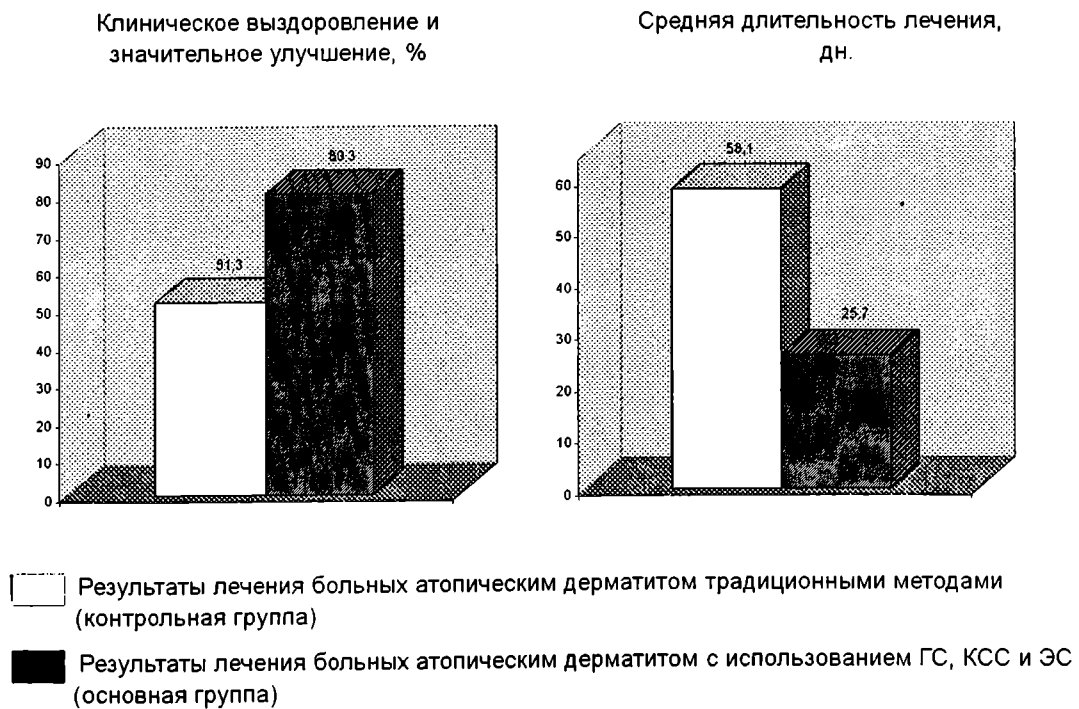 Клиническое выздоровление и
значительное улучшение, %
90
80
70
60
50
40
30
20
10
0
51,3
80.3
Средняя длительность лечения,
дн.
60
50
40
30
20
10
0
58,1
25.7
Результаты лечения больных атопическим дерматитом традиционными методами
(контрольная группа)
Результаты лечения больных атопическим дерматитом с использованием ГС, КСС и ЭС
(основная группа)